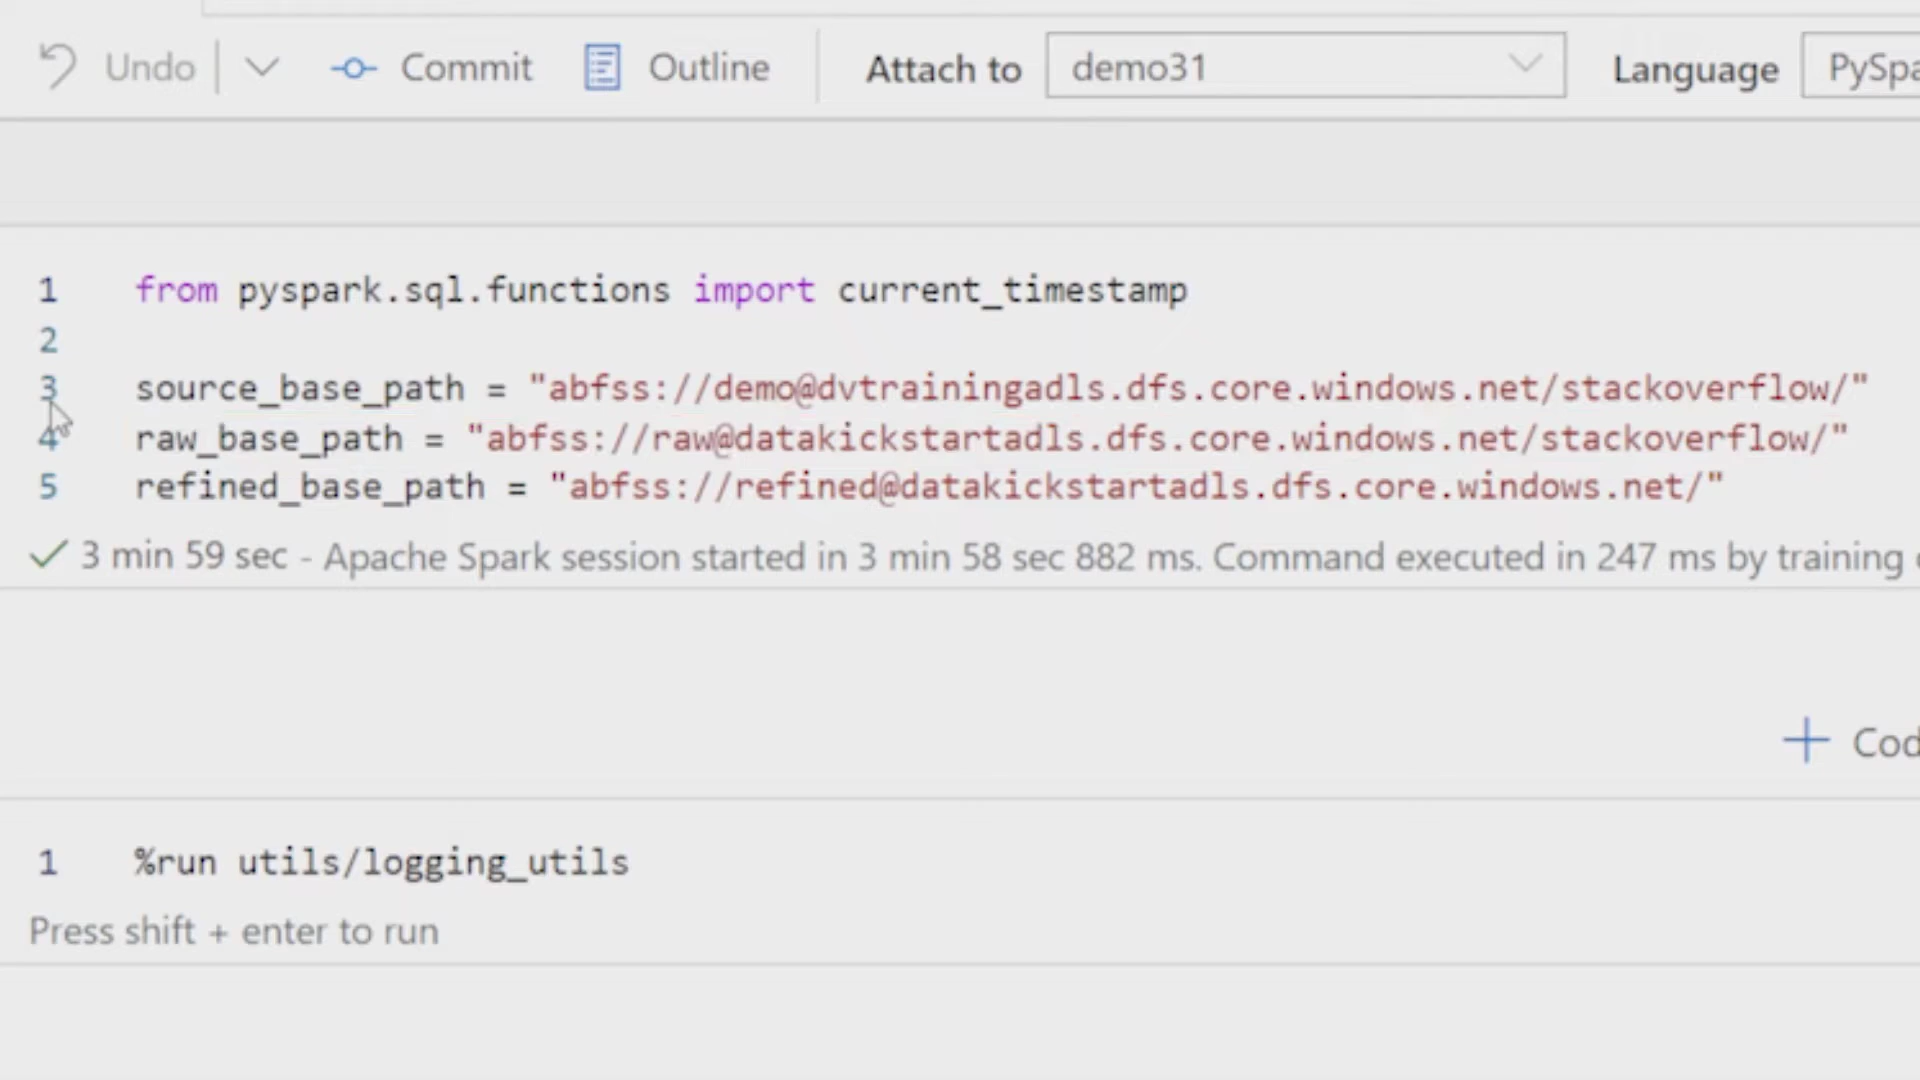 Undo Commit Outline Attach to demo31 Language
1 from pyspark.sql.functions import current_timestamp
2
3 source_base_path = "abfss://demo@dvtrainingadls.dfs.core.windows.net/stackoverflow/"
4 raw_base_path = "abfss://raw@datakickstartadls.dfs.core.windows.net/stackoverflow/"
5 refined_base_path = "abfss://refined@datakickstartadls.dfs.core.windows.net/"
3 min 59 sec - Apache Spark session started in 3 min 58 sec 882 ms. Command executed in 247 ms by training
+ Cod
1 %run utils/logging_utils
Press shift + enter to run